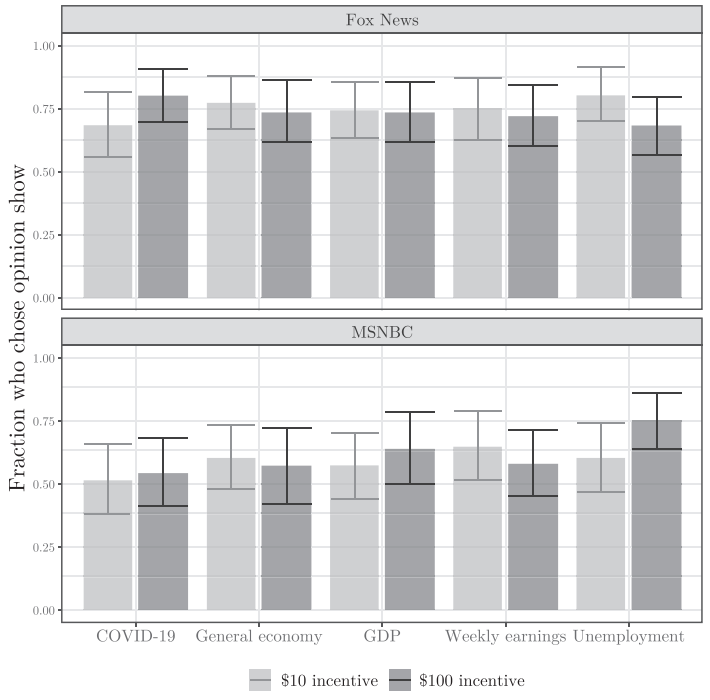 Fox News
1.00
0.75
0.50
0.25
0.00
Fraction who chose opinion show
MSNBC
1.00
0.75
0.50
0.25
0.00
COVID-19 General economy GDP Weekly earnings Unemployment
$10 incentive $100 incentive